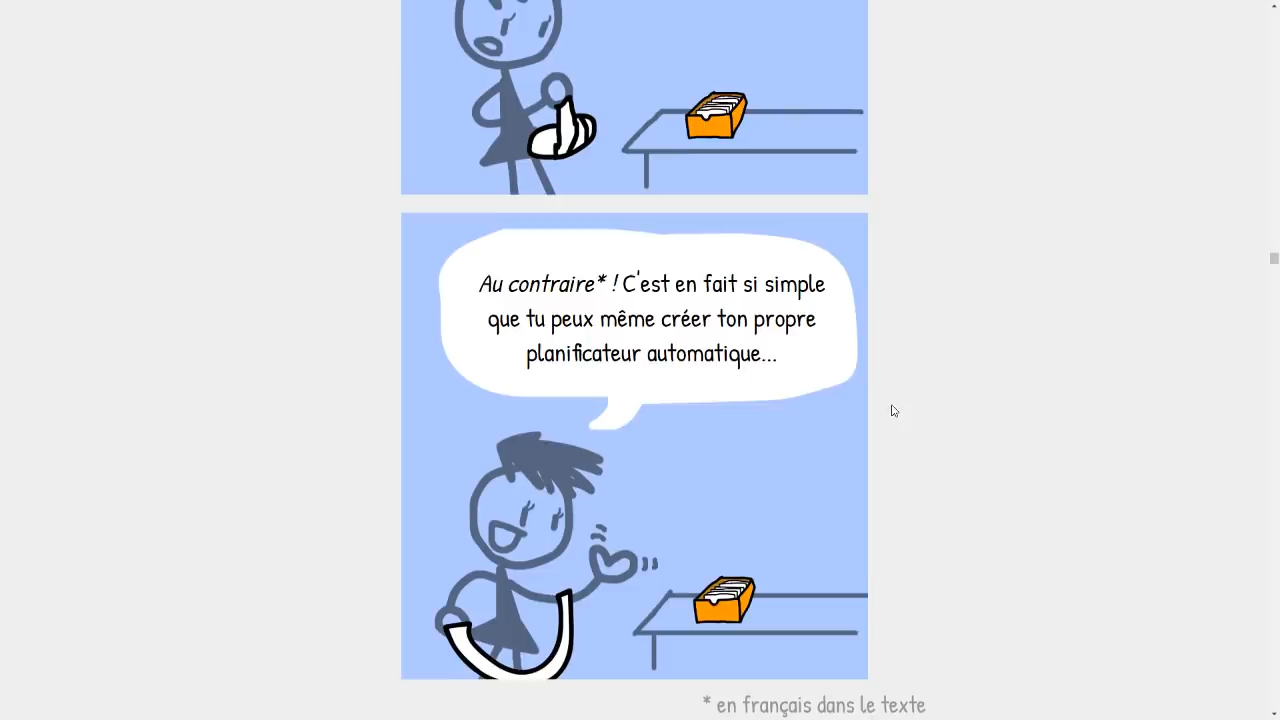 Au contraire* ! C'est en fait si simple
que tu peux même créer ton propre
planificateur automatique...
* en français dans le texte